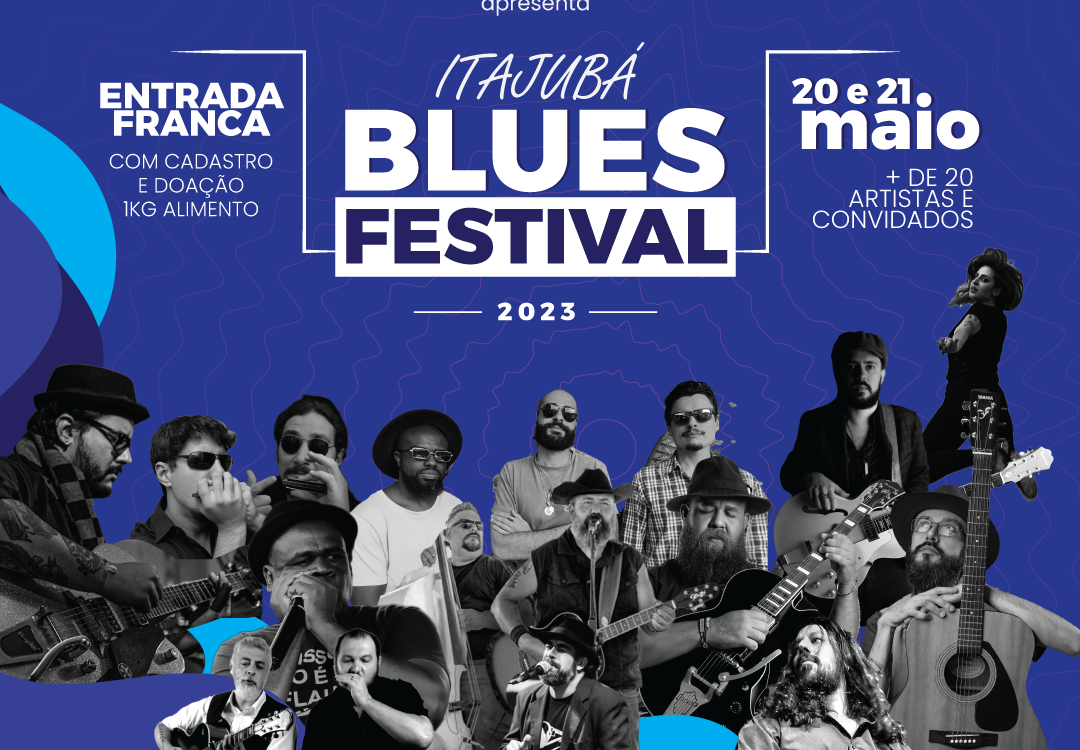 apresenta
ITAJUBÁ
BLUES
FESTIVAL
2023
ENTRADA
FRANCA
COM CADASTRO
E DOAÇÃO
1KG ALIMENTO
20 e 21
maio
+ DE 20
ARTISTAS E
CONVIDADOS
YAMAHA